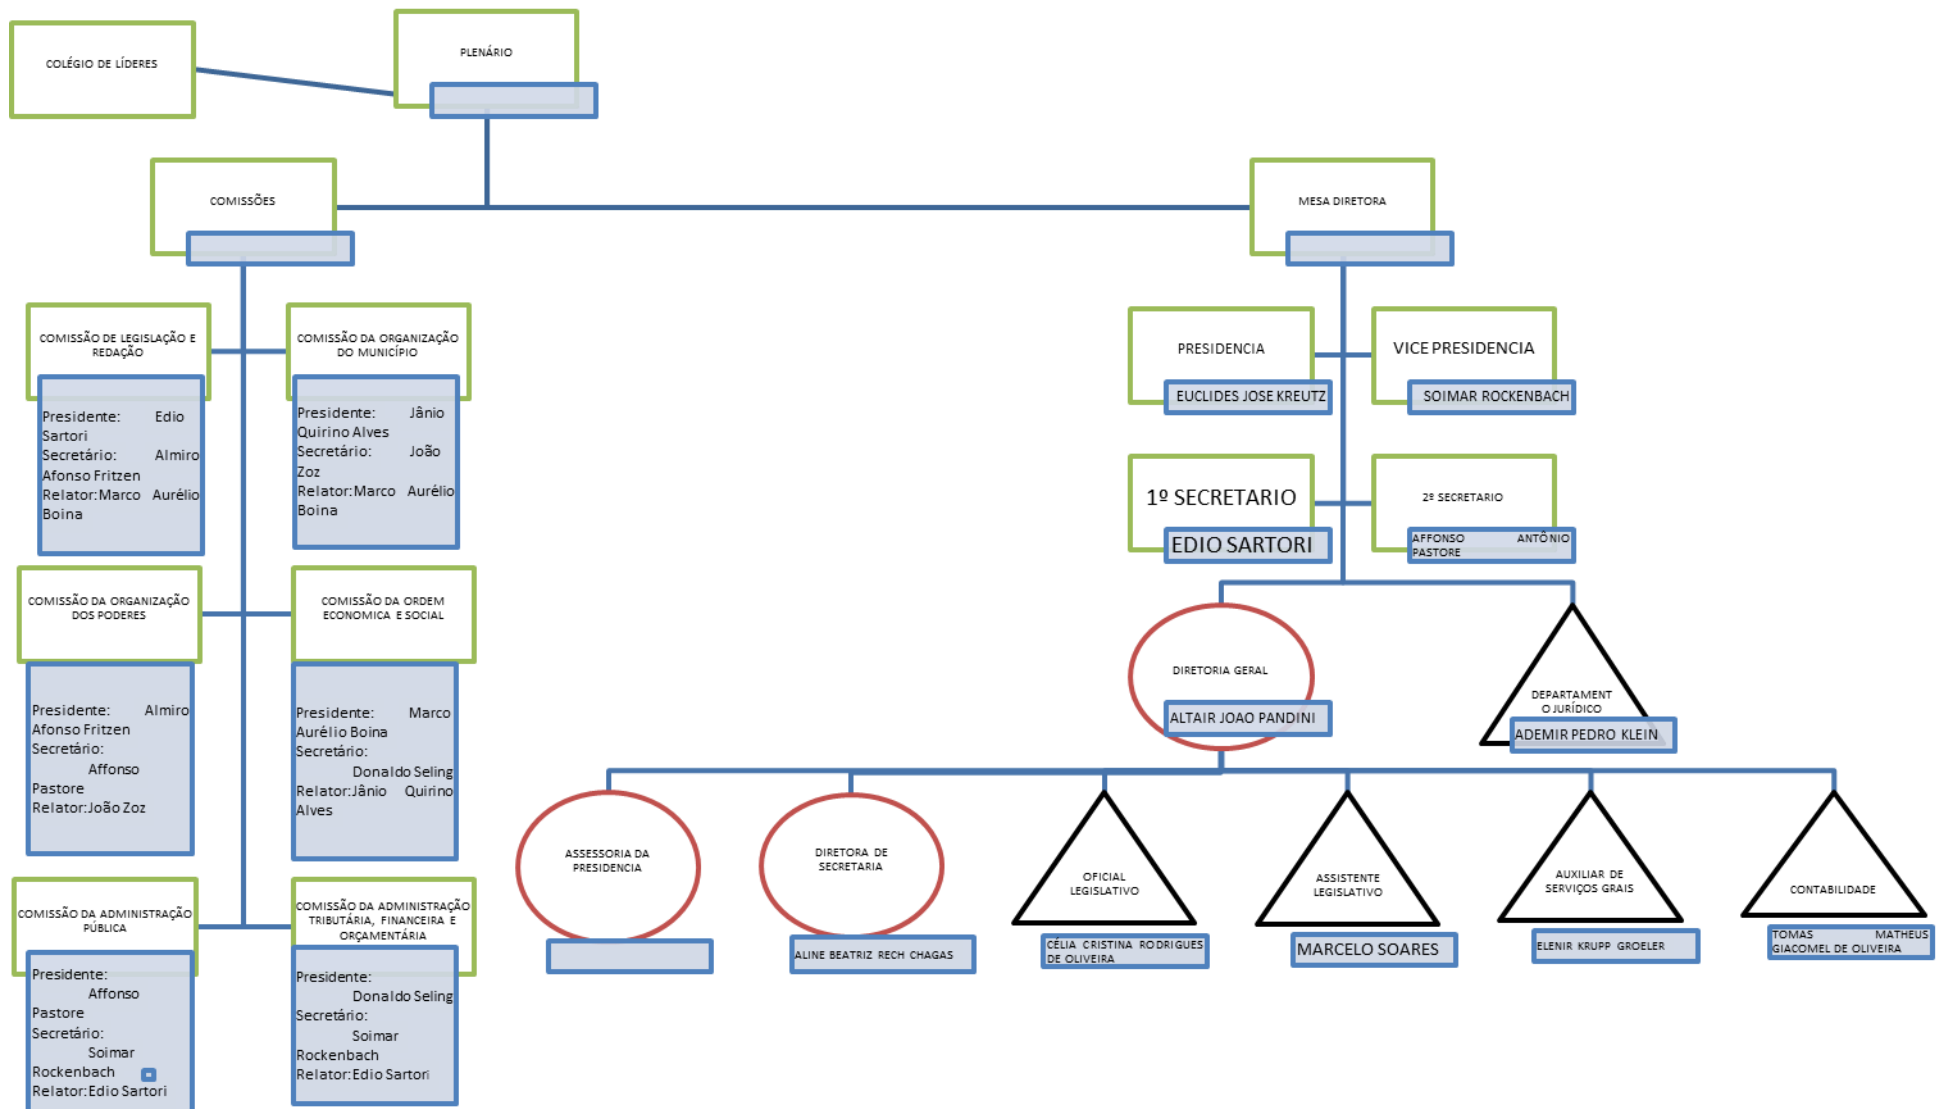 COLÉGIO DE LÍDERES
PLENÁRIO
COMISSÕES
MESA DIRETORA
COMISSÃO DE LEGISLAÇÃO E
REDAÇÃO
Presidente: Edio
Sartori
Secretário: Almiro
Afonso Fritzen
Relator:Marco Aurélio
Boina
COMISSÃO DA ORGANIZAÇÃO
DO MUNICÍPIO
Presidente: Jânio
Quirino Alves
Secretário: João
Zoz
Relator:Marco Aurélio
Boina
PRESIDENCIA
EUCLIDES JOSE KREUTZ
VICE PRESIDENCIA
SOIMAR ROCKENBACH
1º SECRETARIO
EDIO SARTORI
2º SECRETARIO
AFFONSO ANTÔNIO
PASTORE
COMISSÃO DA ORGANIZAÇÃO
DOS PODERES
Presidente: Almiro
Afonso Fritzen
Secretário:
Affonso
Pastore
Relator:João Zoz
COMISSÃO DA ORDEM
ECONOMICA E SOCIAL
Presidente: Marco
Aurélio Boina
Secretário:
Donaldo Seling
Relator:Jânio Quirino
Alves
DIRETORIA GERAL
ALTAIR JOAO PANDINI
DEPARTAMENT
O JURÍDICO
ADEMIR PEDRO KLEIN
COMISSÃO DA ADMINISTRAÇÃO
PÚBLICA
Presidente:
Affonso
Pastore
Secretário:
Soimar
Rockenbach
Relator:Edio Sartori
COMISSÃO DA ADMINISTRAÇÃO
TRIBUTÁRIA, FINANCEIRA E
ORÇAMENTÁRIA
Presidente:
Donaldo Seling
Secretário:
Soimar
Rockenbach
Relator:Edio Sartori
ASSESSORIA DA
PRESIDENCIA
DIRETORA DE
SECRETARIA
ALINE BEATRIZ RECH CHAGAS
OFICIAL
LEGISLATIVO
CÉLIA CRISTINA RODRIGUES
DE OLIVEIRA
ASSISTENTE
LEGISLATIVO
MARCELO SOARES
AUXILIAR DE
SERVIÇOS GRAIS
ELENIR KRUPP GROELER
CONTABILIDADE
TOMAS MATHEUS
GIACOMEL DE OLIVEIRA